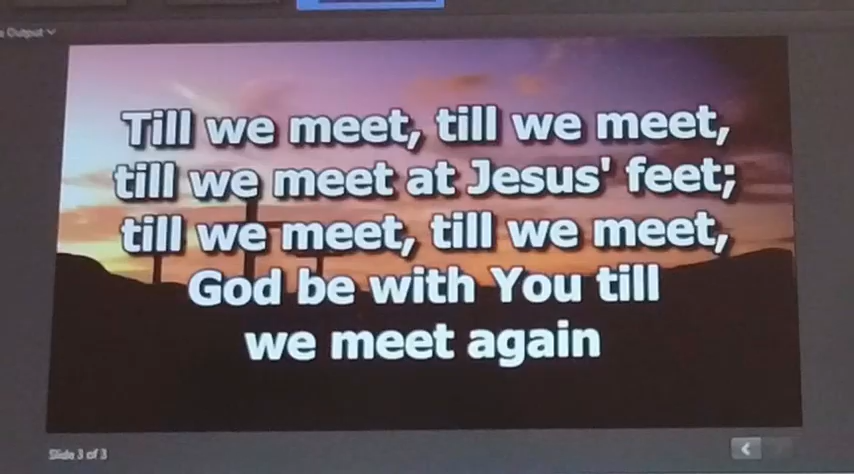 Output
Till we meet, till we meet,
till we meet at Jesus' feet;
till we meet, till we meet,
God be with You till
we meet again
Slide 3 of 3